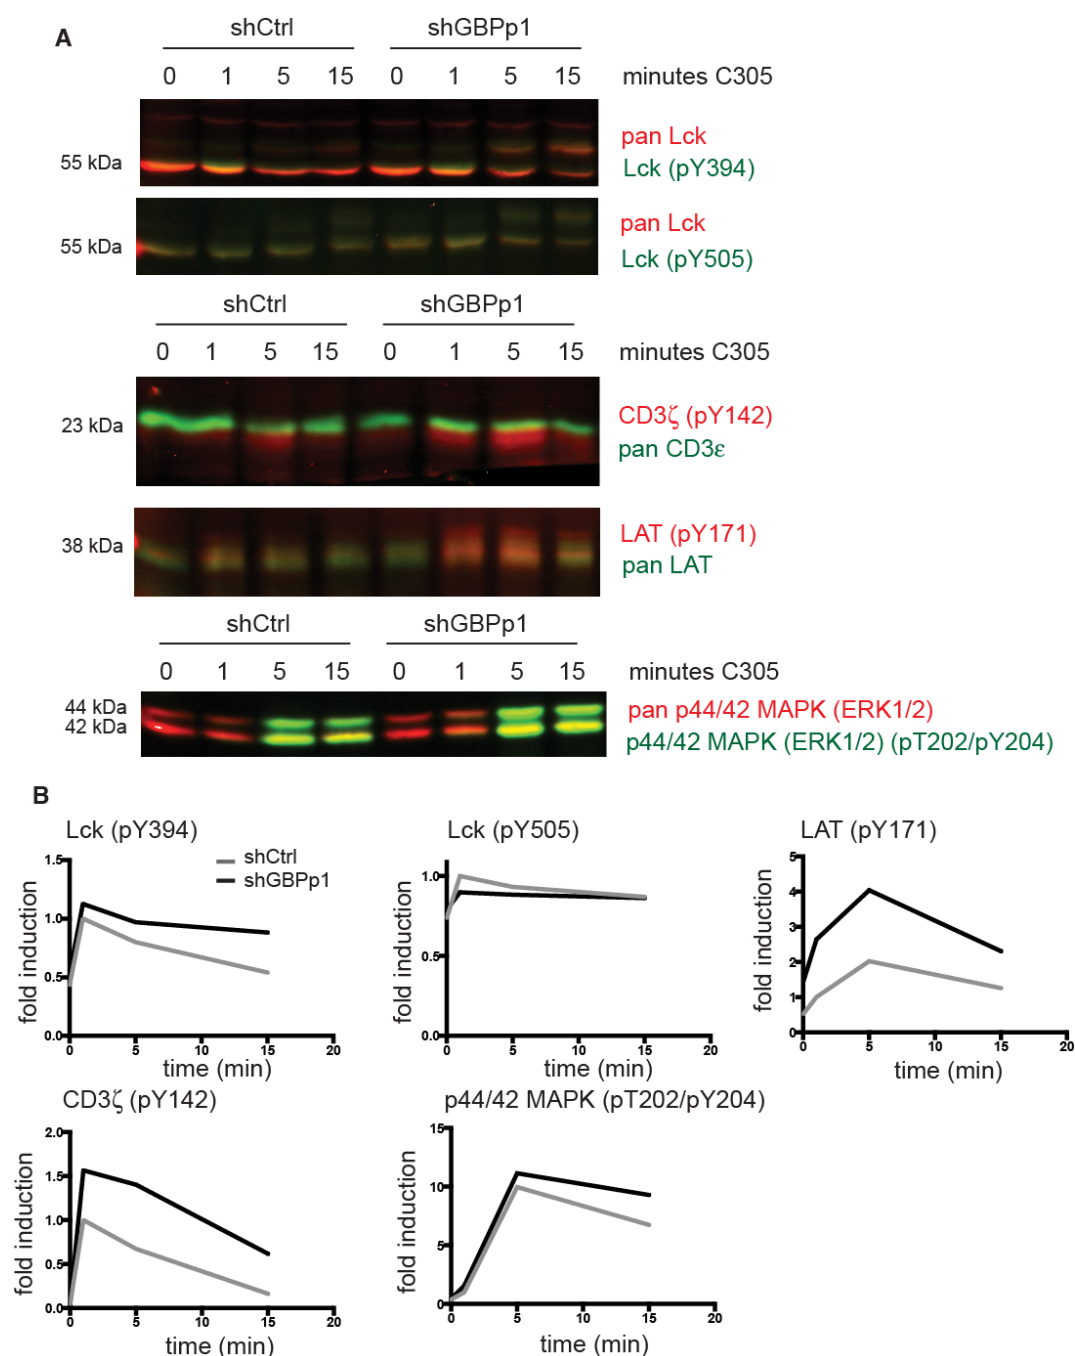 A
shCtrl shGBPp1
0 1 5 15 0 1 5 15 minutes C305
pan Lck
55 kDa
Lck (pY394)
pan Lck
55 kDa
Lck (pY505)
shCtrl shGBPp1
0 1 5 15 0 1 5 15 minutes C305
CD3ζ (pY142)
23 kDa
pan CD3ε
LAT (pY171)
38 kDa
pan LAT
shCtrl shGBPp1
0 1 5 15 0 1 5 15 minutes C305
44 kDa
pan p44/42 MAPK (ERK1/2)
42 kDa
p44/42 MAPK (ERK1/2) (pT202/pY204)
B
Lck (pY394)
shCtrl
shGBPp1
fold induction
1.5
1.0
0.5
0.0
0 5 10 15 20
time (min)
Lck (pY505)
fold induction
1.0
0.5
0.0
0 5 10 15 20
time (min)
LAT (pY171)
fold induction
5
4
3
2
1
0
0 5 10 15 20
time (min)
CD3ζ (pY142)
fold induction
2.0
1.5
1.0
0.5
0.0
0 5 10 15 20
time (min)
p44/42 MAPK (pT202/pY204)
fold induction
15
10
5
0
0 5 10 15 20
time (min)